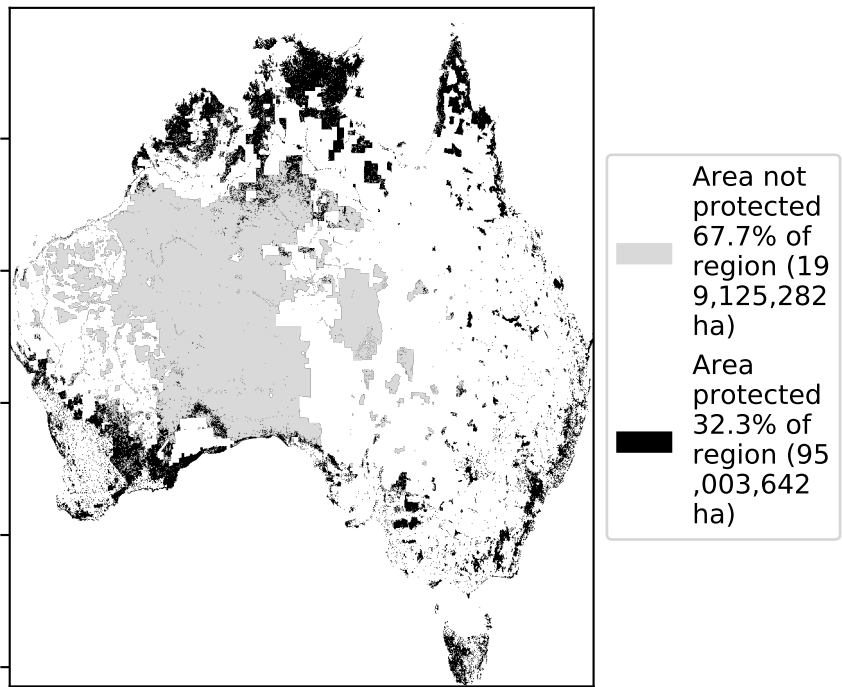 Area not
protected
67.7% of
region (19
9,125,282
ha)
Area
protected
32.3% of
region (95
,003,642
ha)